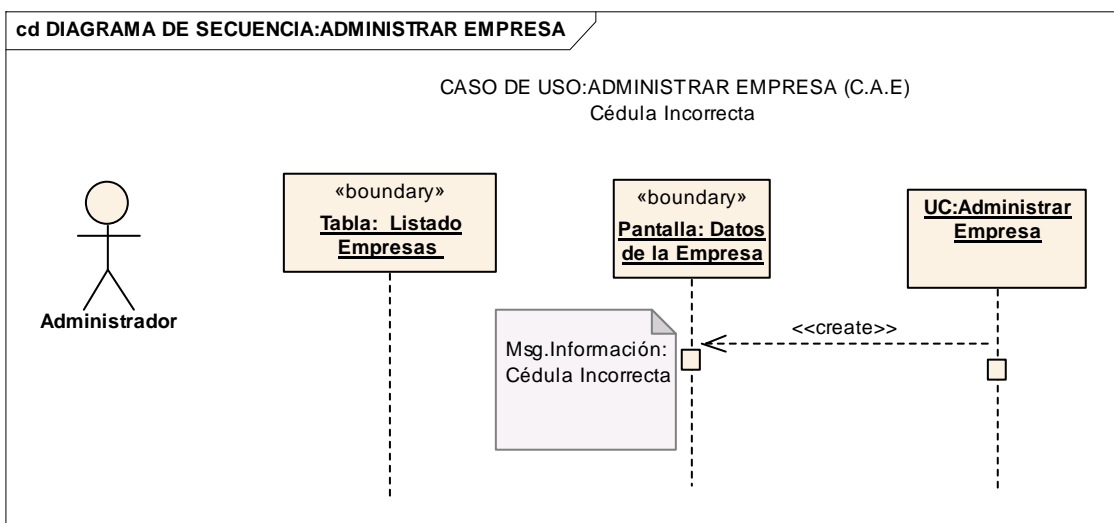 cd DIAGRAMA DE SECUENCIA:ADMINISTRAR EMPRESA
CASO DE USO:ADMINISTRAR EMPRESA (C.A.E)
Cédula Incorrecta
«boundary»
Tabla: Listado
Empresas
«boundary»
Pantalla: Datos
de la Empresa
UC:Administrar
Empresa
Administrador
<<create>>
Msg.Información:
Cédula Incorrecta